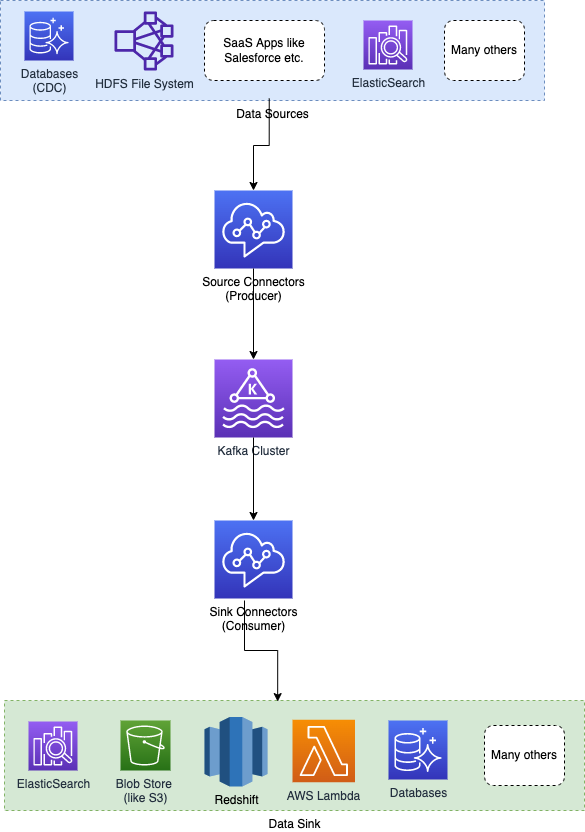 Databases
(CDC)
HDFS File System
SaaS Apps like
Salesforce etc.
ElasticSearch
Many others
Data Sources
Source Connectors
(Producer)
K
Kafka Cluster
Sink Connectors
(Consumer)
ElasticSearch
Blob Store
(like S3)
Redshift
AWS Lambda
Databases
Many others
Data Sink